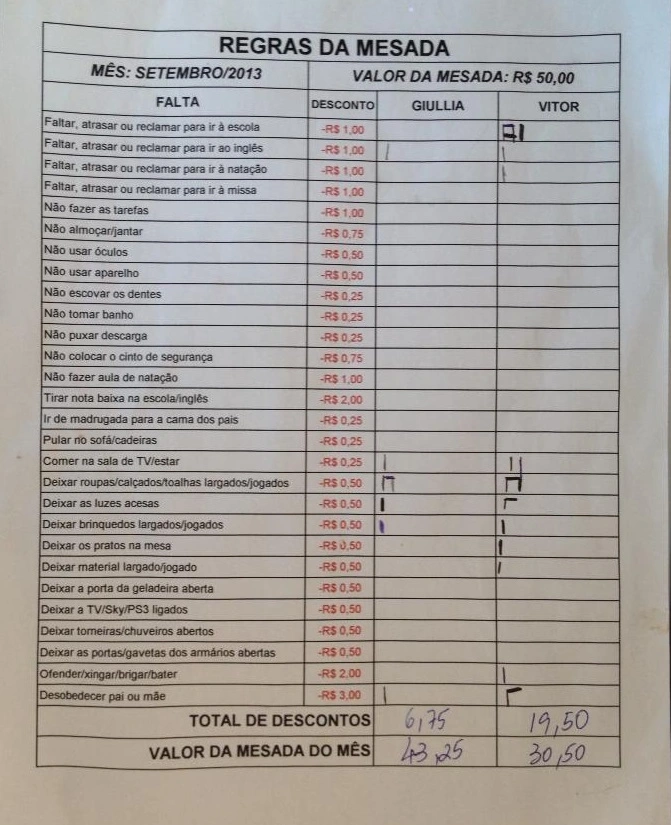 REGRAS DA MESADA
MÊS: SETEMBRO/2013 VALOR DA MESADA: R$ 50,00
FALTA DESCONTO GIULLIA VITOR
Faltar, atrasar ou reclamar para ir à escola -R$ 1,00
Faltar, atrasar ou reclamar para ir ao inglês -R$ 1,00
Faltar, atrasar ou reclamar para ir à natação -R$ 1,00
Faltar, atrasar ou reclamar para ir à missa -R$ 1,00
Não fazer as tarefas -R$ 1,00
Não almoçar/jantar -R$ 0,75
Não usar óculos -R$ 0,50
Não usar aparelho -R$ 0,50
Não escovar os dentes -R$ 0,25
Não tomar banho -R$ 0,25
Não puxar descarga -R$ 0,25
Não colocar o cinto de segurança -R$ 0,75
Não fazer aula de natação -R$ 1,00
Tirar nota baixa na escola/inglês -R$ 2,00
Ir de madrugada para a cama dos pais -R$ 0,25
Pular no sofá/cadeiras -R$ 0,25
Comer na sala de TV/estar -R$ 0,25
Deixar roupas/calçados/toalhas largados/jogados -R$ 0,50
Deixar as luzes acesas -R$ 0,50
Deixar brinquedos largados/jogados -R$ 0,50
Deixar os pratos na mesa -R$ 0,50
Deixar material largado/jogado -R$ 0,50
Deixar a porta da geladeira aberta -R$ 0,50
Deixar a TV/Sky/PS3 ligados -R$ 0,50
Deixar torneiras/chuveiros abertos -R$ 0,50
Deixar as portas/gavetas dos armários abertas -R$ 0,50
Ofender/xingar/brigar/bater -R$ 2,00
Desobedecer pai ou mãe -R$ 3,00
TOTAL DE DESCONTOS 6,75 19,50
VALOR DA MESADA DO MÊS 43,25 30,50